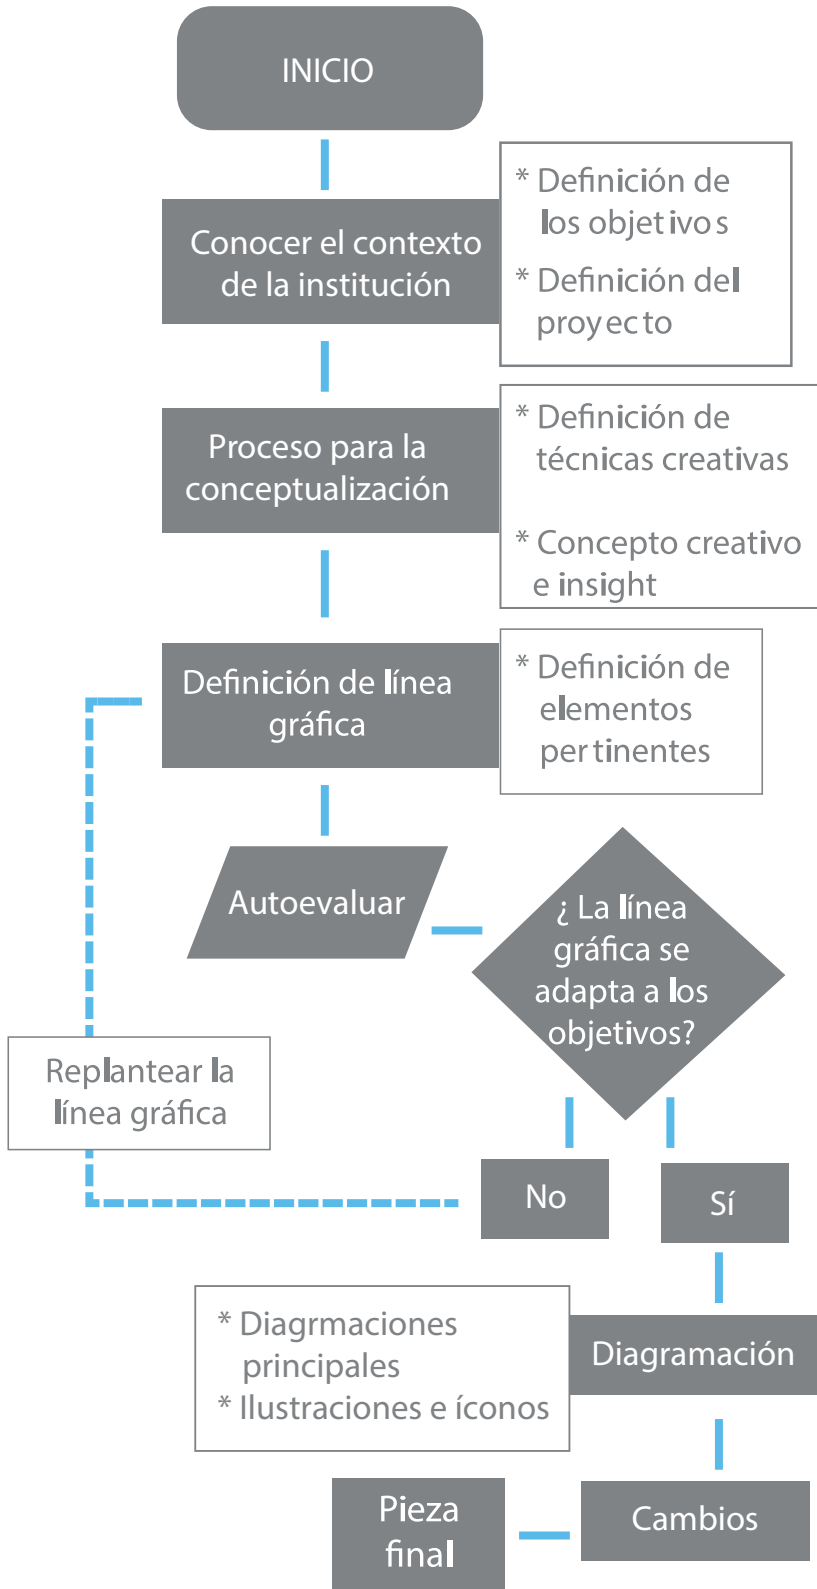 INICIO
Conocer el contexto
de la institución
* Definición de
los objetivos
* Definición del
proyecto
Proceso para la
conceptualización
* Definición de
técnicas creativas
* Concepto creativo
e insight
Definición de línea
gráfica
* Definición de
elementos
pertinentes
Autoevaluar
¿ La línea
gráfica se
adapta a los
objetivos?
Replantear la
línea gráfica
No
Sí
* Diagrmaciones
principales
* Ilustraciones e íconos
Diagramación
Cambios
Pieza
final